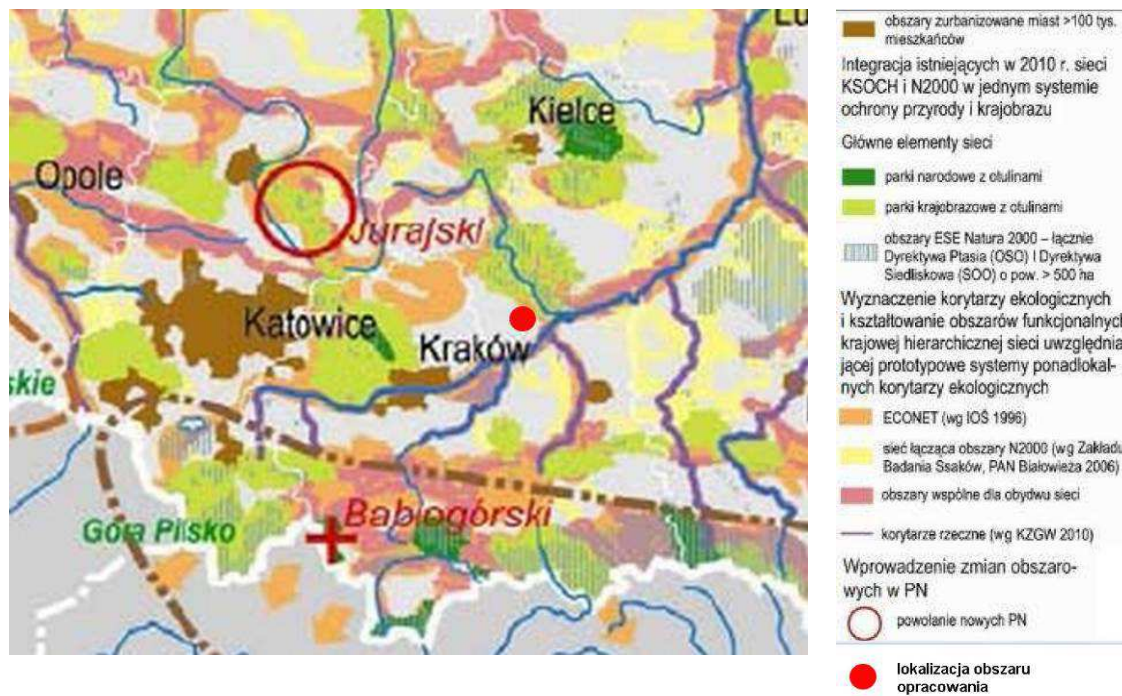 Lu
Kielce
Opole
Jurajski
Katowice
Kraków
skie
Babiogórski
Góra Pilsko
obszary zurbanizowane miast >100 tys.
mieszkańców
Integracja istniejących w 2010 r. sieci
KSOCH i N2000 w jednym systemie
ochrony przyrody i krajobrazu
Główne elementy sieci
parki narodowe z otulinami
parki krajobrazowe z otulinami
obszary ESE Natura 2000 – łącznie
Dyrektywa Ptasia (OSO) I Dyrektywa
Siedliskowa (SOO) o pow. > 500 ha
Wyznaczenie korytarzy ekologicznych
i kształtowanie obszarów funkcjonalnych
krajowej hierarchicznej sieci uwzględnia-
jącej prototypowe systemy ponadlokal-
nych korytarzy ekologicznych
ECONET (wg IOŚ 1996)
sieć łącząca obszary N2000 (wg Zakładu
Badania Ssaków, PAN Białowieża 2006)
obszary wspólne dla obydwu sieci
korytarze rzeczne (wg KZGW 2010)
Wprowadzenie zmian obszaro-
wych w PN
powołanie nowych PN
lokalizacja obszaru
opracowania